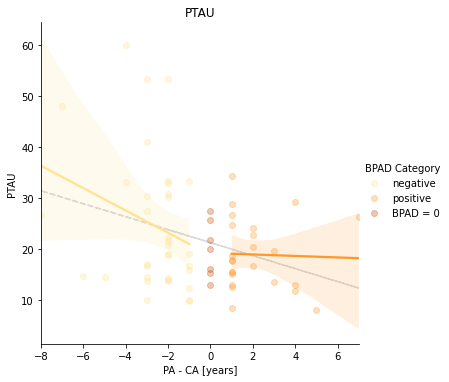 PTAU
60
50
40
30
20
10
PTAU
−8
−6
−4
−2
0
2
4
6
PA - CA [years]
BPAD Category
negative
positive
BPAD = 0